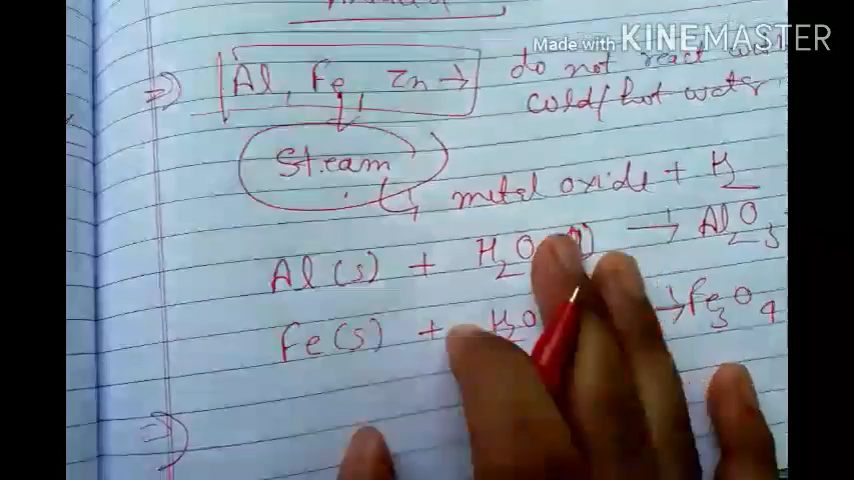 Made with KINEMASTER
=> Al, Fe, Zn → do not react
cold/hot water
Steam
metal oxide + H2
Al(s) + H2O → Al2O3
Fe(s) + H2O → Fe3O4
=>